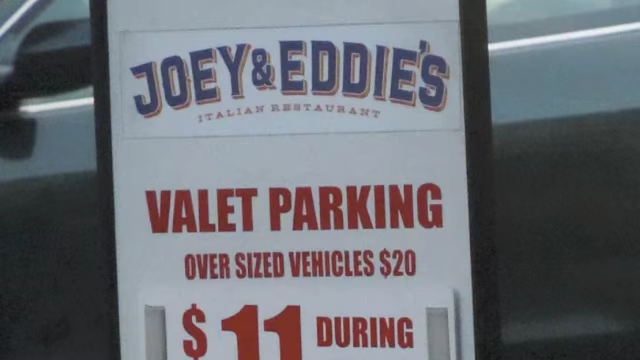 JOEY & EDDIE'S
ITALIAN RESTAURANT
VALET PARKING
OVER SIZED VEHICLES $20
$11 DURING